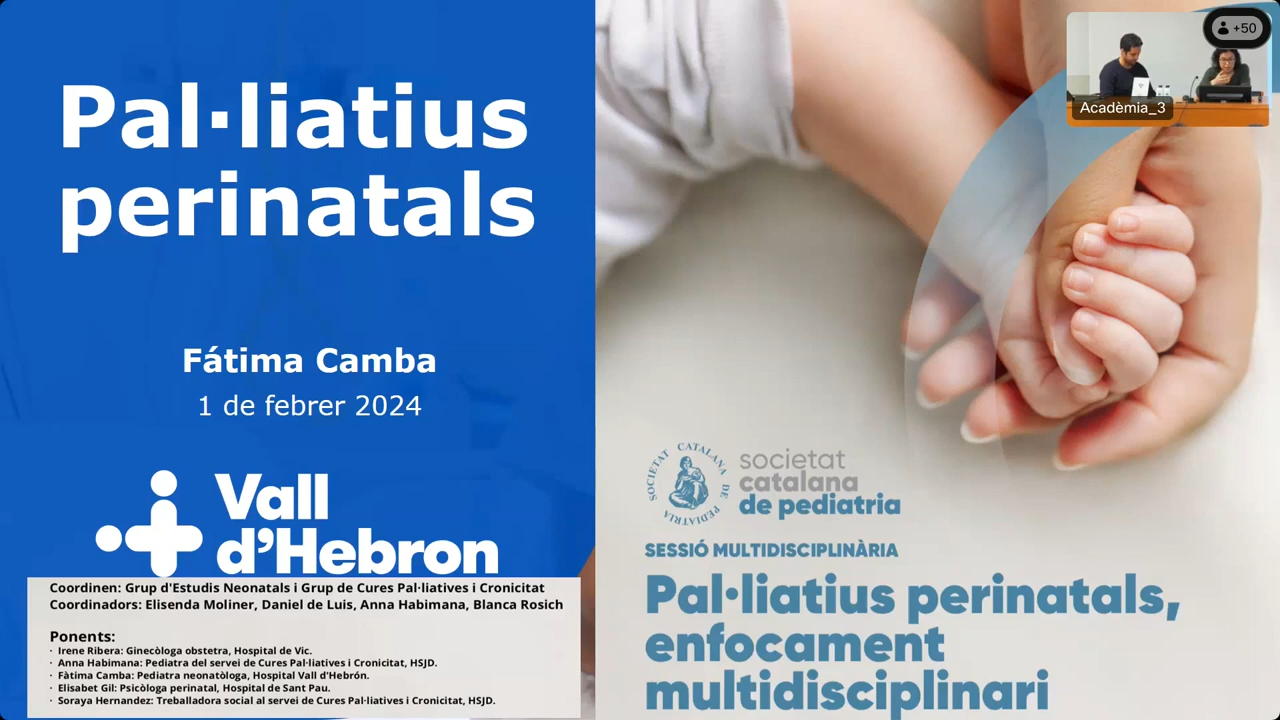 Pal·liatius
perinatals
Fátima Camba
1 de febrer 2024
Vall
d’Hebron
Coordinen: Grup d'Estudis Neonatals i Grup de Cures Pal·liatives i Cronicitat
Coordinadors: Elisenda Moliner, Daniel de Luis, Anna Habimana, Blanca Rosich
Ponents:
· Irene Ribera: Ginecòloga obstetra, Hospital de Vic.
· Anna Habimana: Pediatra del servei de Cures Pal·liatives i Cronicitat, HSJD.
· Fàtima Camba: Pediatra neonatòloga, Hospital Vall d'Hebrón.
· Elisabet Gil: Psicòloga perinatal, Hospital de Sant Pau.
· Soraya Hernandez: Treballadora social al servei de Cures Pal·liatives i Cronicitat, HSJD.
+50
Acadèmia_3
SOCIETAT CATALANA DE PEDIATRIA
societat
catalana
de pediatria
SESSIÓ MULTIDISCIPLINÀRIA
Pal·liatius perinatals,
enfocament
multidisciplinari